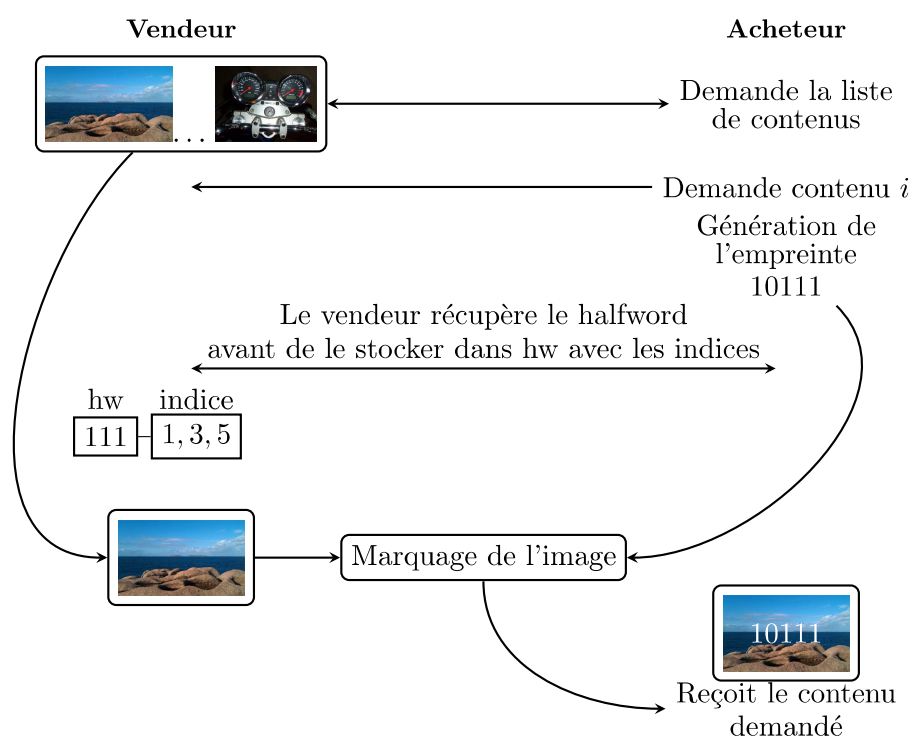 Vendeur
Acheteur
...
Demande la liste
de contenus
Demande contenu i
Génération de
l'empreinte
10111
Le vendeur récupère le halfword
avant de le stocker dans hw avec les indices
hw
indice
111
1, 3, 5
Marquage de l'image
10111
Reçoit le contenu
demandé